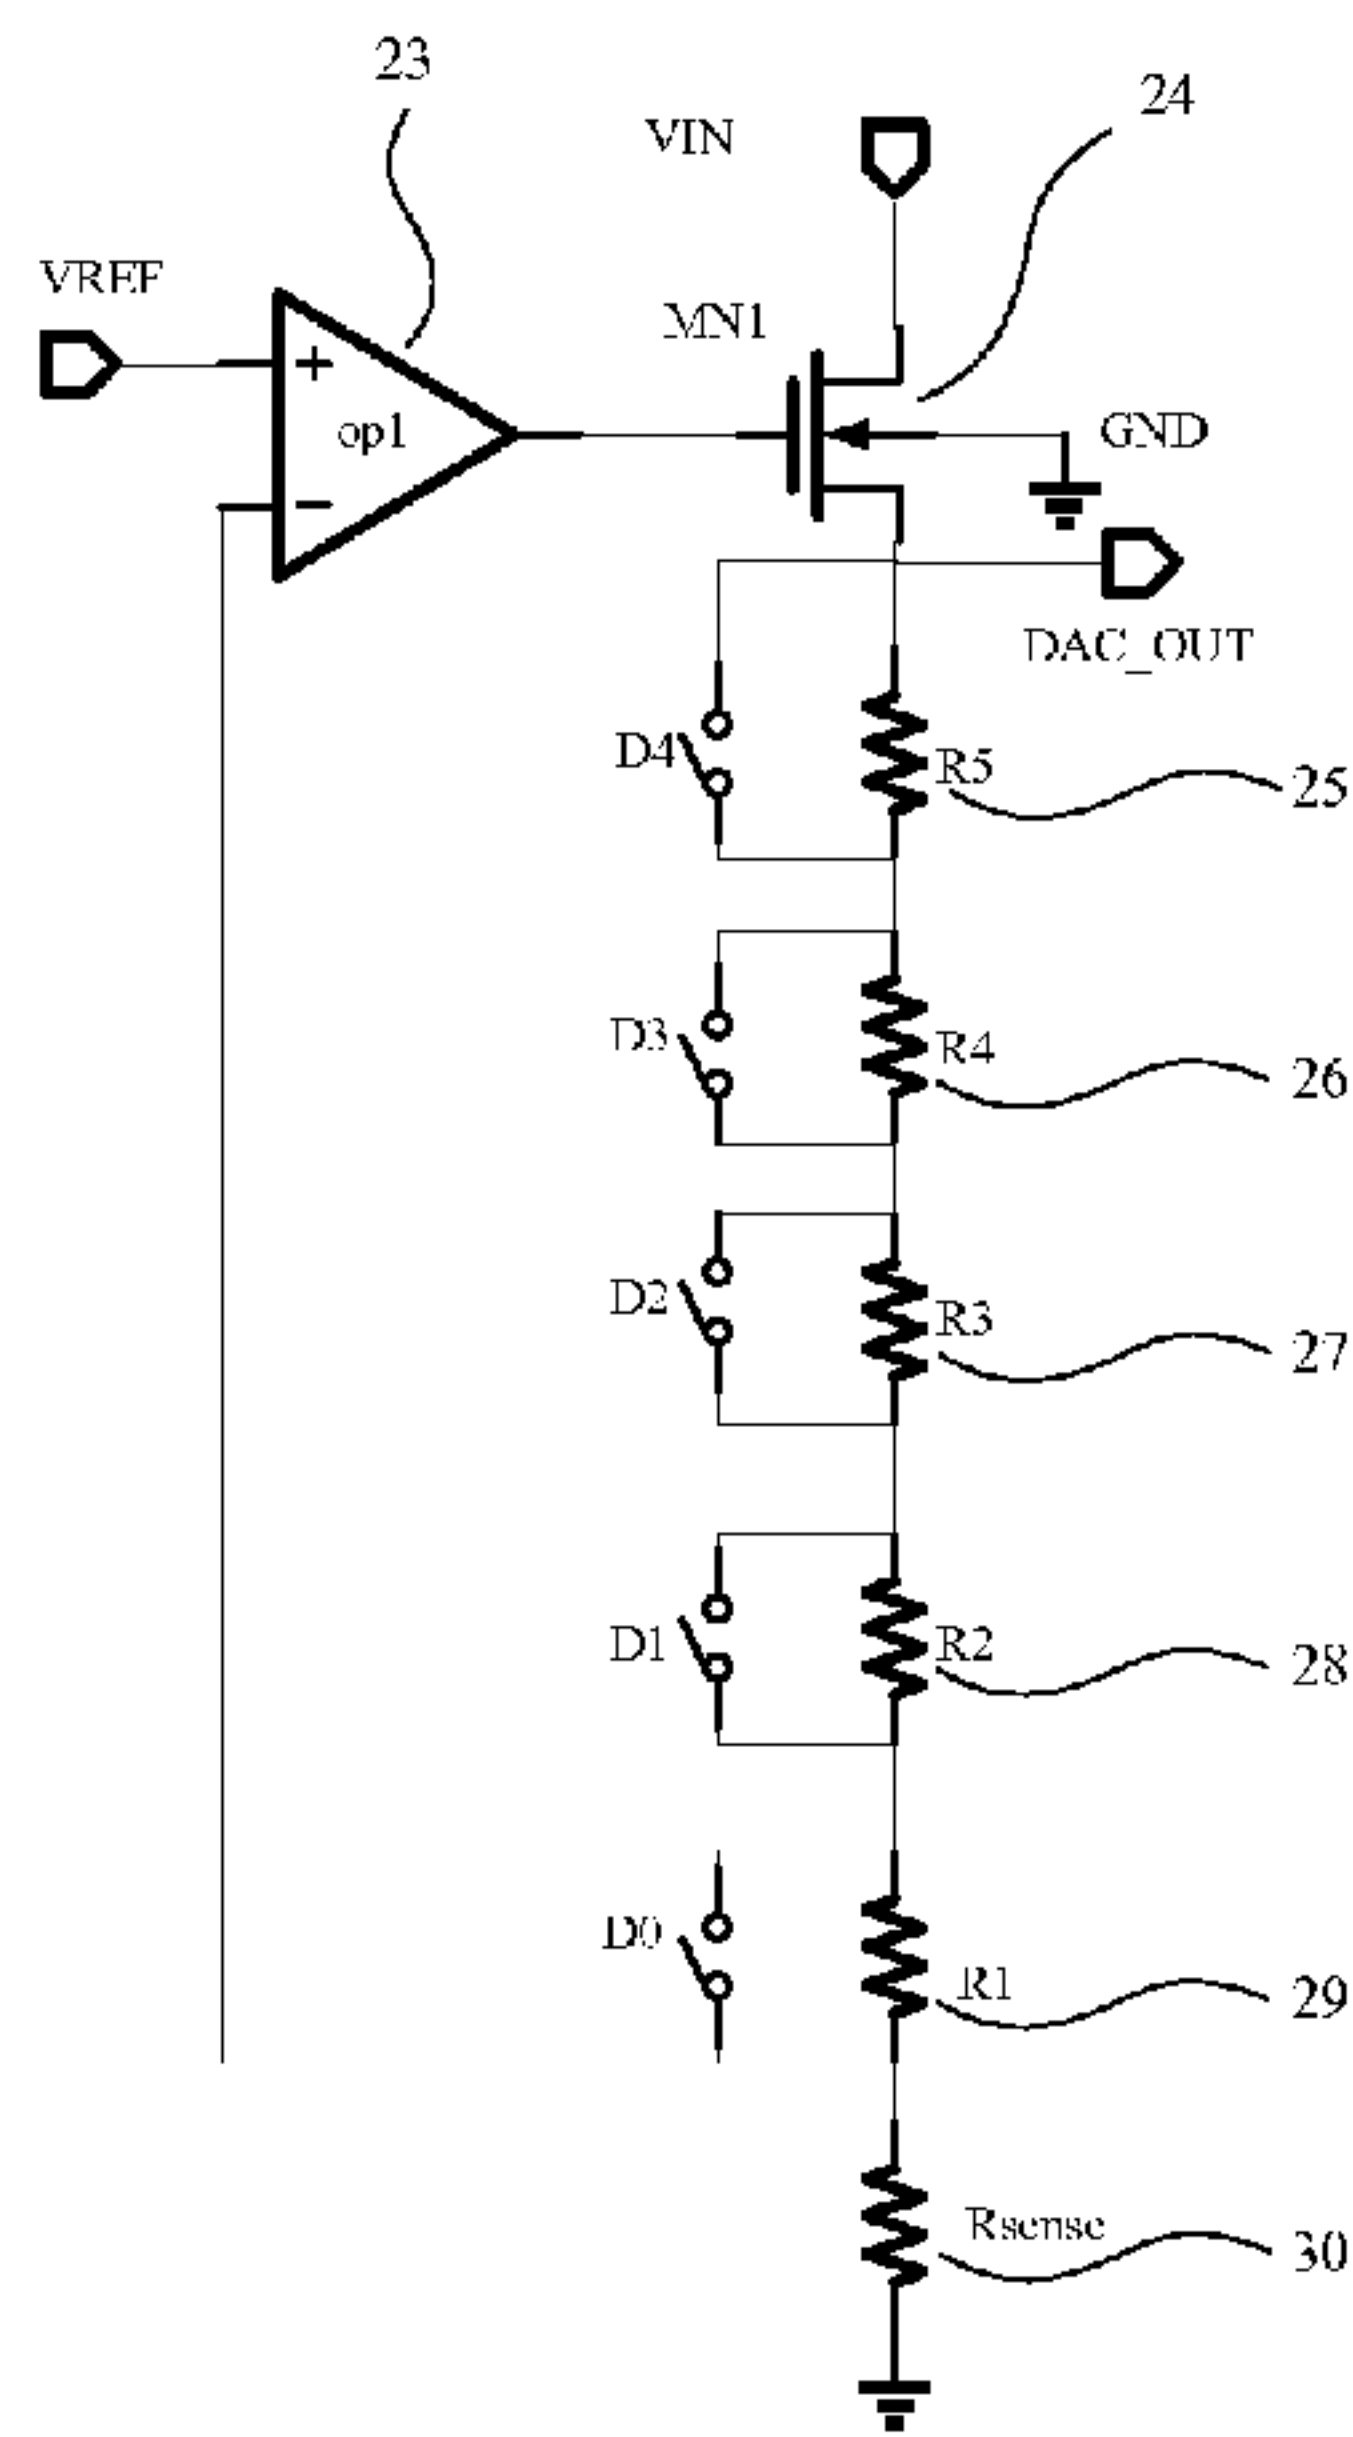 23
24
VIN
VREF
MN1
+
op1
GND
−
DAC_OUT
D4
R5
25
D3
R4
26
D2
R3
27
D1
R2
28
D0
R1
29
Rsense
30